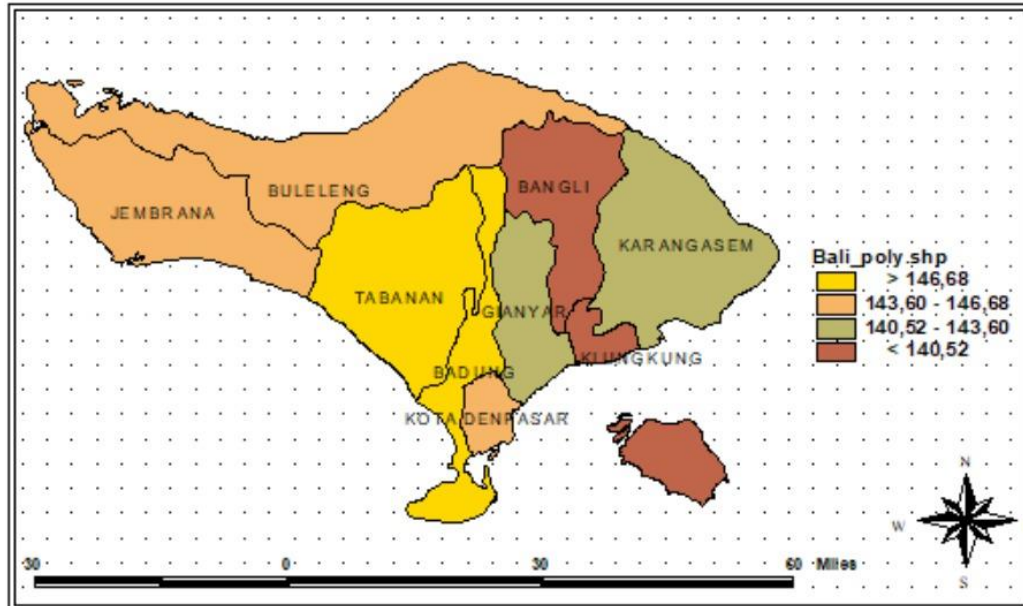 BULELENG
BANGLI
JEMBRANA
KARANGASEM
Bali_poly.shp
> 146,68
143,60 - 146,68
140,52 - 143,60
< 140,52
TABANAN
GIANYAR
KLUNGKUNG
BADUNG
KOTA DENPASAR
N
W
S
30 0 30 60 Miles